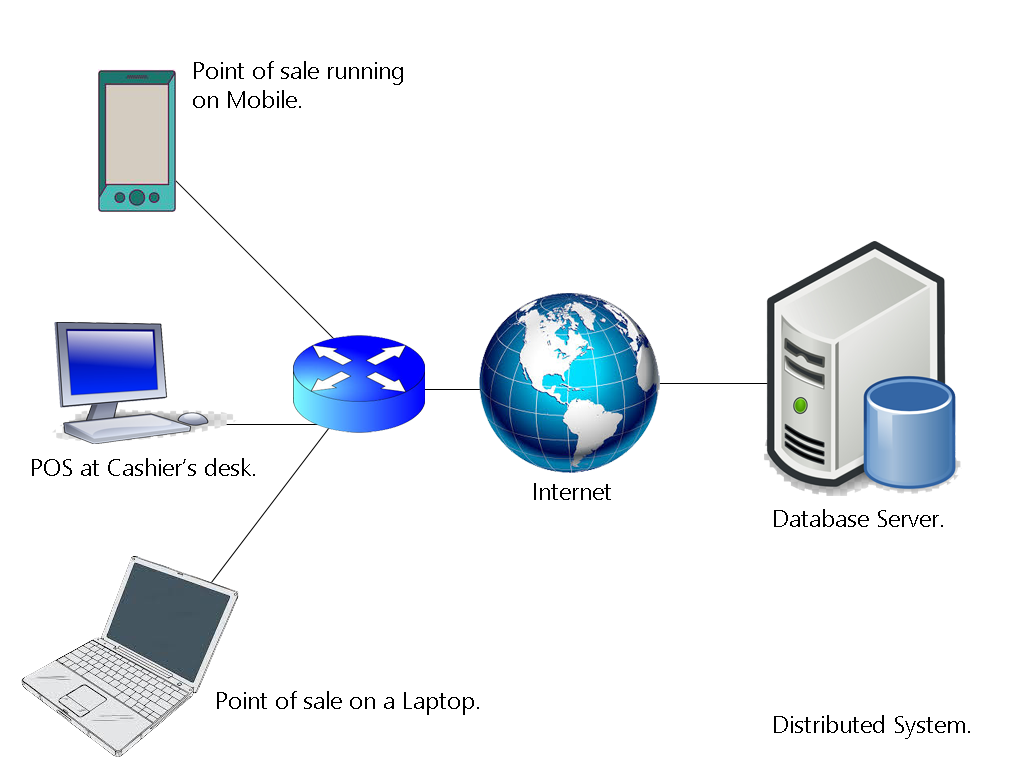 Point of sale running
on Mobile.
POS at Cashier’s desk.
Internet
Database Server.
Point of sale on a Laptop.
Distributed System.